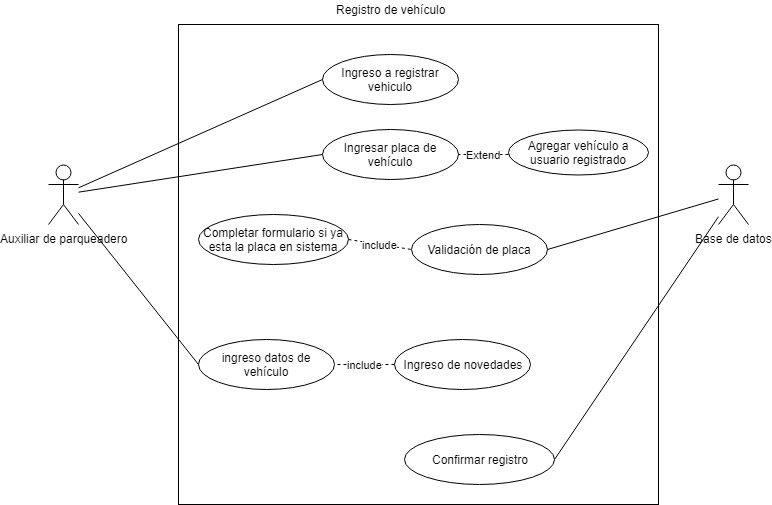 Registro de vehículo
Ingreso a registrar
vehiculo
Ingresar placa de
vehículo
Extend
Agregar vehículo a
usuario registrado
Auxiliar de parqueadero
Completar formulario si ya
esta la placa en sistema
include
Validación de placa
Base de datos
ingreso datos de
vehículo
include
Ingreso de novedades
Confirmar registro